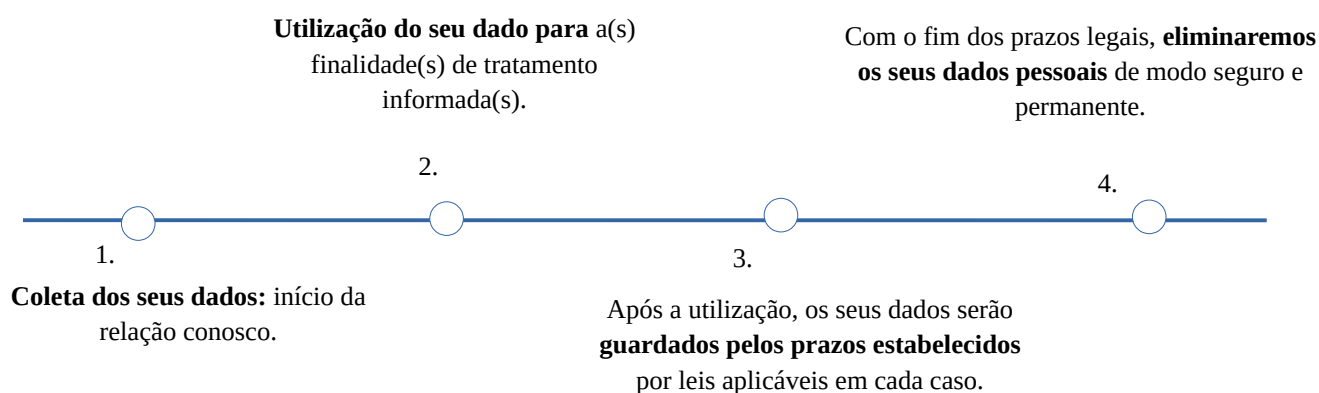 1.
Coleta dos seus dados: início da
relação conosco.
2.
Utilização do seu dado para a(s)
finalidade(s) de tratamento
informada(s).
3.
Após a utilização, os seus dados serão
guardados pelos prazos estabelecidos
por leis aplicáveis em cada caso.
4.
Com o fim dos prazos legais, eliminaremos
os seus dados pessoais de modo seguro e
permanente.